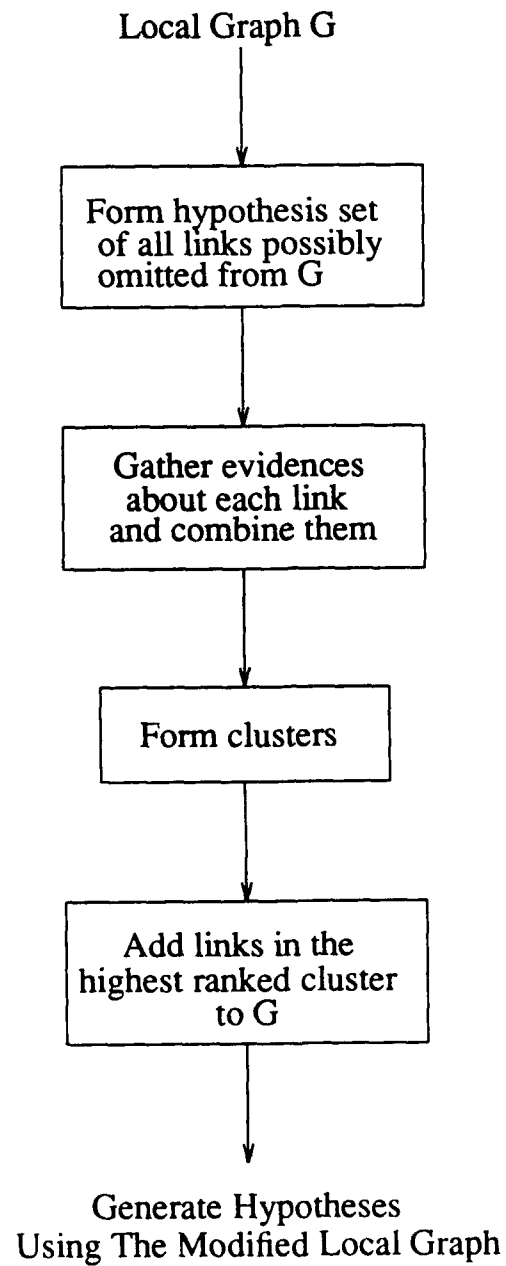 Local Graph G
Form hypothesis set
of all links possibly
omitted from G
Gather evidences
about each link
and combine them
Form clusters
Add links in the
highest ranked cluster
to G
Generate Hypotheses
Using The Modified Local Graph